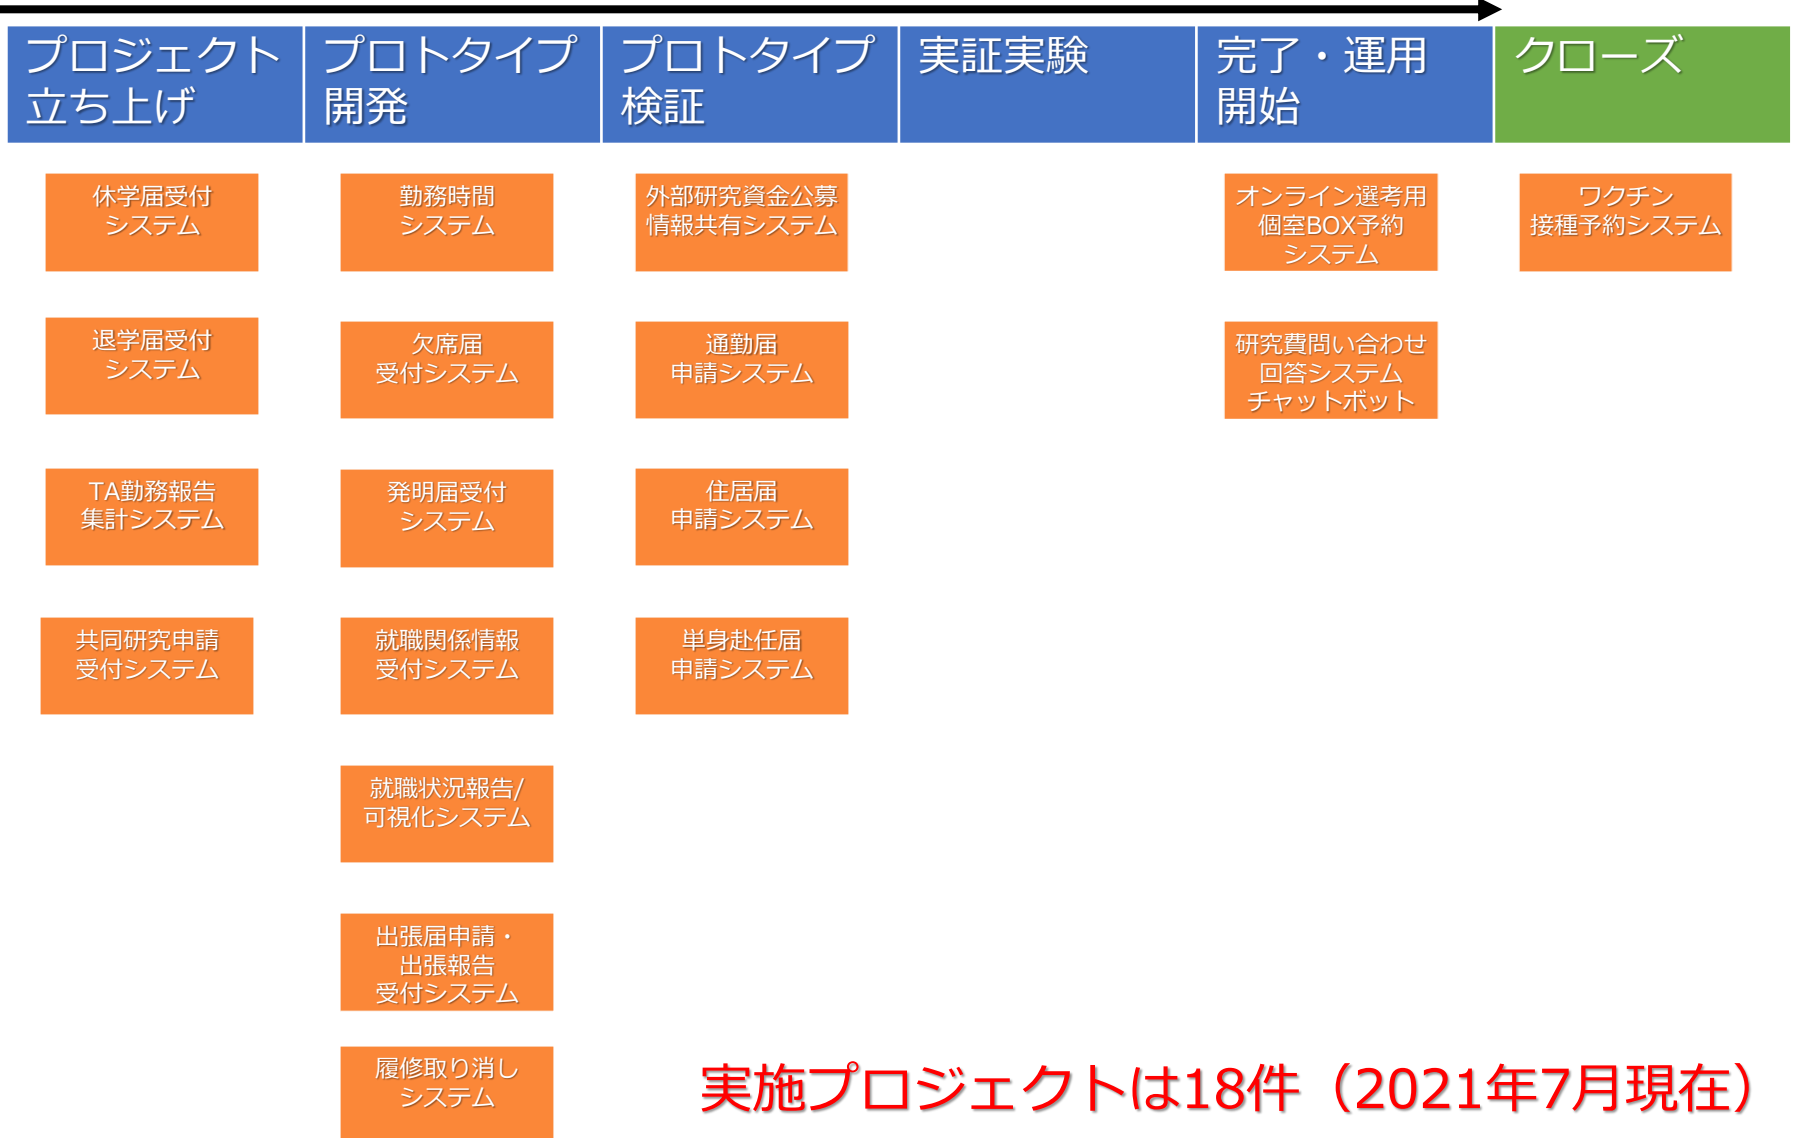 プロジェクト
立ち上げ
プロトタイプ
開発
プロトタイプ
検証
実証実験
完了・運用
開始
クローズ
休学届受付
システム
退学届受付
システム
TA勤務報告
集計システム
共同研究申請
受付システム
勤務時間
システム
欠席届
受付システム
発明届受付
システム
就職関係情報
受付システム
就職状況報告/
可視化システム
出張届申請・
出張報告
受付システム
履修取り消し
システム
外部研究資金公募
情報共有システム
通勤届
申請システム
住居届
申請システム
単身赴任届
申請システム
オンライン選考用
個室BOX予約
システム
研究費問い合わせ
回答システム
チャットボット
ワクチン
接種予約システム
実施プロジェクトは18件（2021年7月現在）